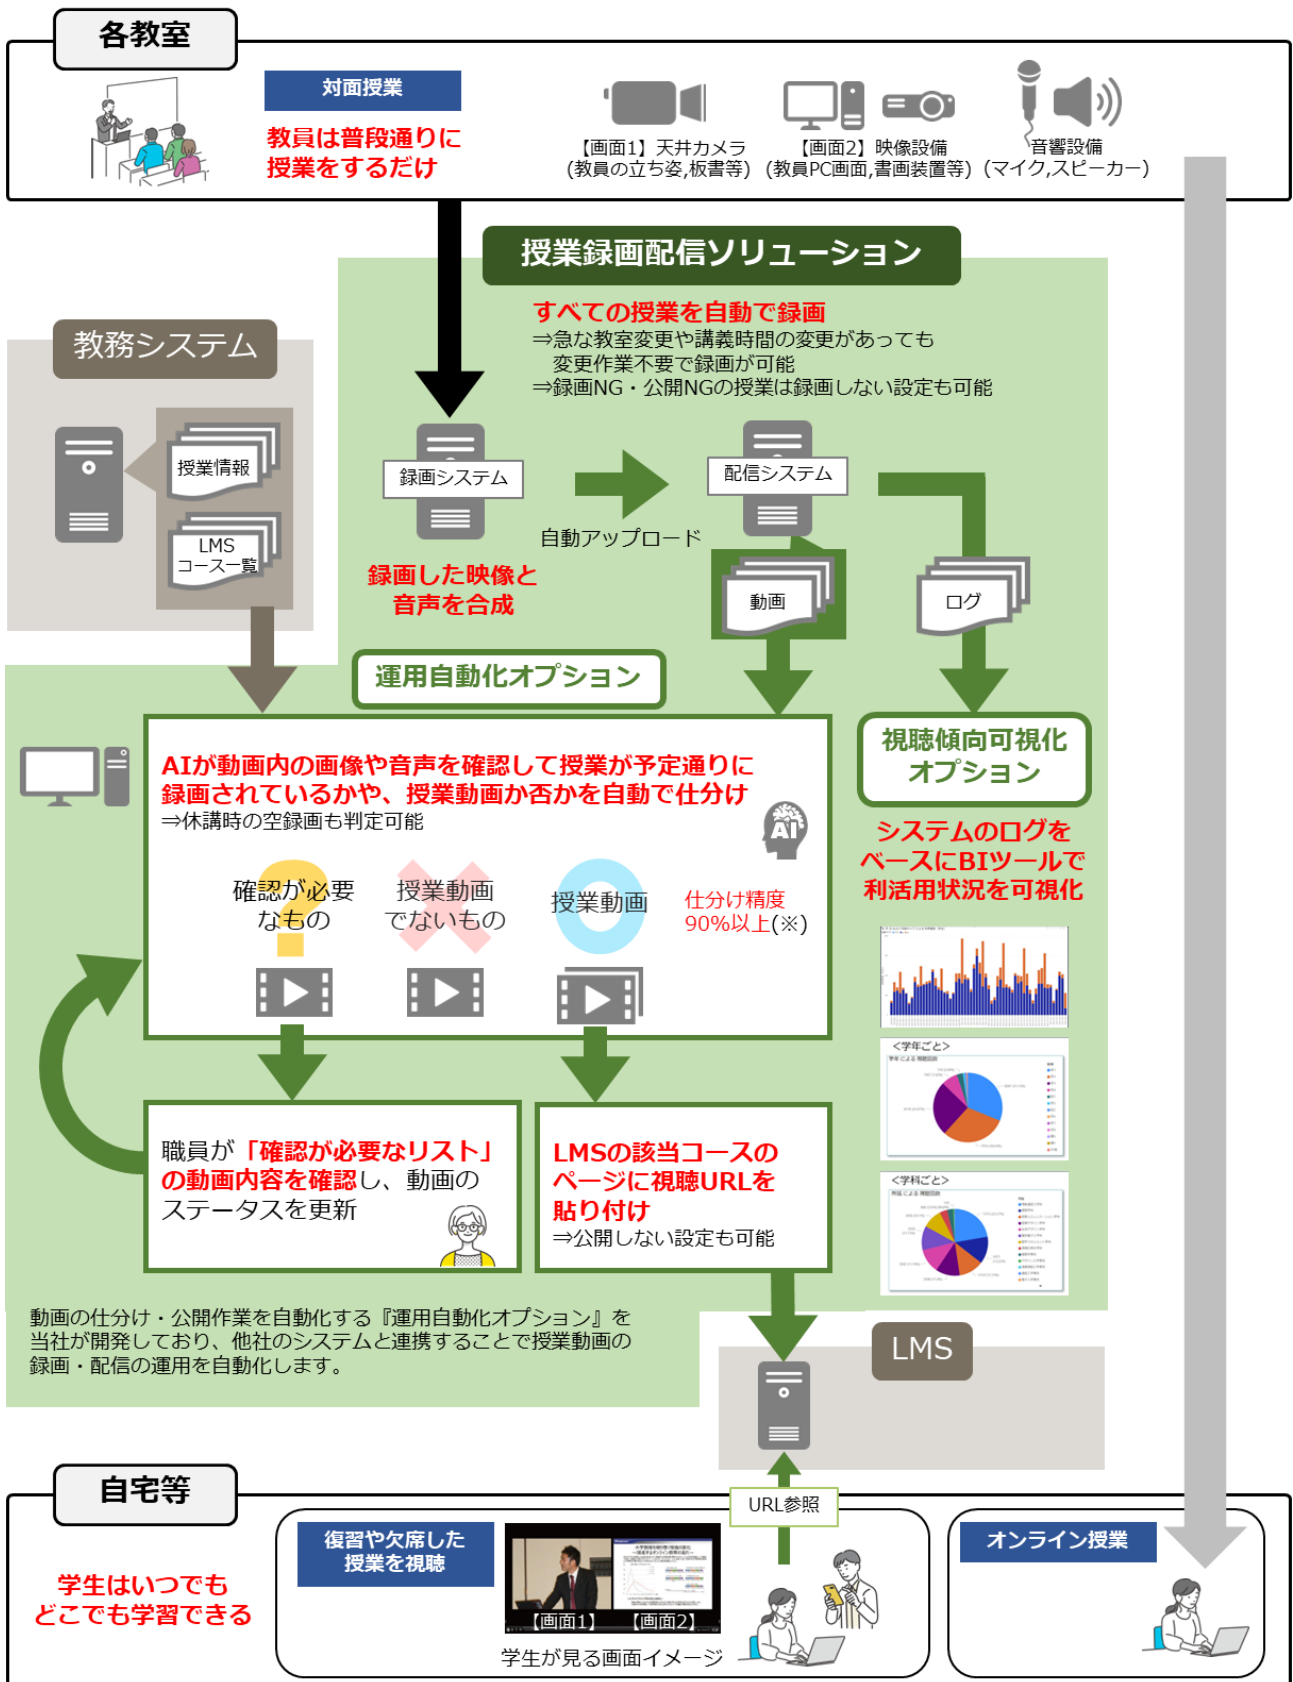 各教室
対面授業
教員は普段通りに
授業をするだけ
【画面1】天井カメラ
(教員の立ち姿,板書等)
【画面2】映像設備
(教員PC画面,書画装置等)
音響設備
(マイク,スピーカー)
授業録画配信ソリューション
すべての授業を自動で録画
⇒急な教室変更や講義時間の変更があっても
変更作業不要で録画が可能
⇒録画NG・公開NGの授業は録画しない設定も可能
教務システム
授業情報
LMS
コース一覧
録画システム
自動アップロード
配信システム
録画した映像と
音声を合成
動画
ログ
運用自動化オプション
AIが動画内の画像や音声を確認して授業が予定通りに
録画されているかや、授業動画か否かを自動で仕分け
⇒休講時の空録画も判定可能
AI
?
確認が必要
なもの
授業動画
でないもの
授業動画
仕分け精度
90%以上(※)
視聴傾向可視化
オプション
システムのログを
ベースにBIツールで
利活用状況を可視化
<学年ごと>
学年 による 視聴回数
<学科ごと>
所属 による 視聴回数
職員が「確認が必要なリスト」
の動画内容を確認し、動画の
ステータスを更新
LMSの該当コースの
ページに視聴URLを
貼り付け
⇒公開しない設定も可能
動画の仕分け・公開作業を自動化する『運用自動化オプション』を
当社が開発しており、他社のシステムと連携することで授業動画の
録画・配信の運用を自動化します。
LMS
自宅等
URL参照
学生はいつでも
どこでも学習できる
復習や欠席した
授業を視聴
【画面1】
【画面2】
学生が見る画面イメージ
オンライン授業